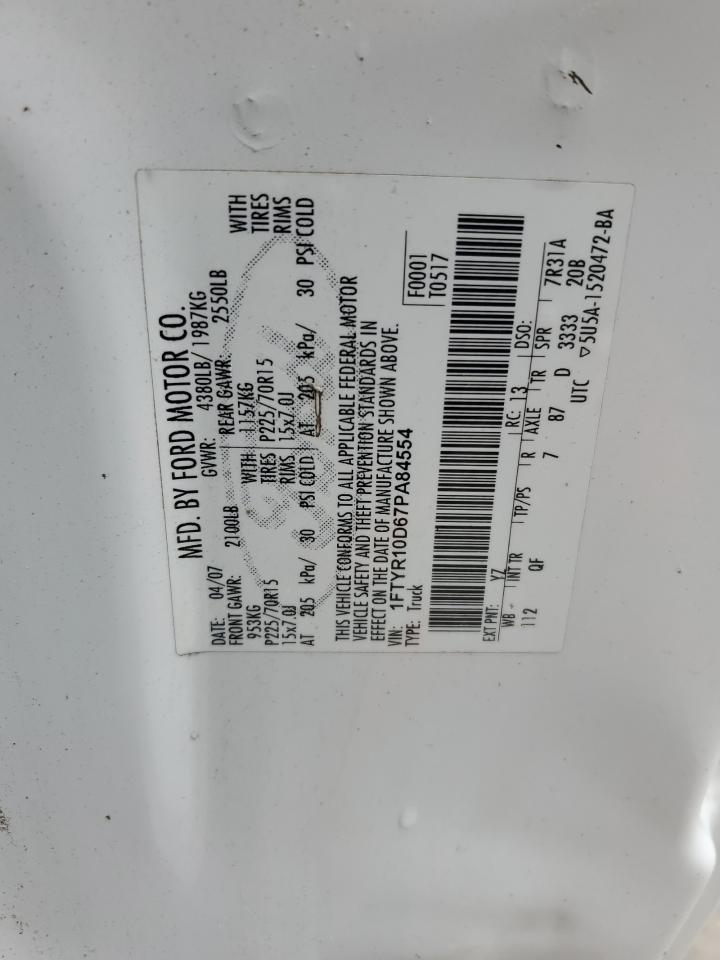 MFD. BY FORD MOTOR CO.
DATE: 04/07 GVWR: 4380LB/ 1987KG
FRONT GAWR: 2100LB REAR GAWR: 2550LB
953KG WITH 1157KG WITH
P225/70R15 TIRES P225/70R15 TIRES
15x7.0J RIMS 15x7.0J RIMS
AT 205 kPa/ 30 PSI COLD AT 205 kPa/ 30 PSI COLD
THIS VEHICLE CONFORMS TO ALL APPLICABLE FEDERAL MOTOR
VEHICLE SAFETY AND THEFT PREVENTION STANDARDS IN
EFFECT ON THE DATE OF MANUFACTURE SHOWN ABOVE.
VIN: 1FTYR10D67PA84554 F0001
TYPE: Truck T0517
EXT PNT: YZ RC: 13 DSO:
WB INT TR TP/PS R AXLE TR SPR 7R31A
112 QF 7 87 D 3333 20B
UTC ▽5U5A-1520472-BA